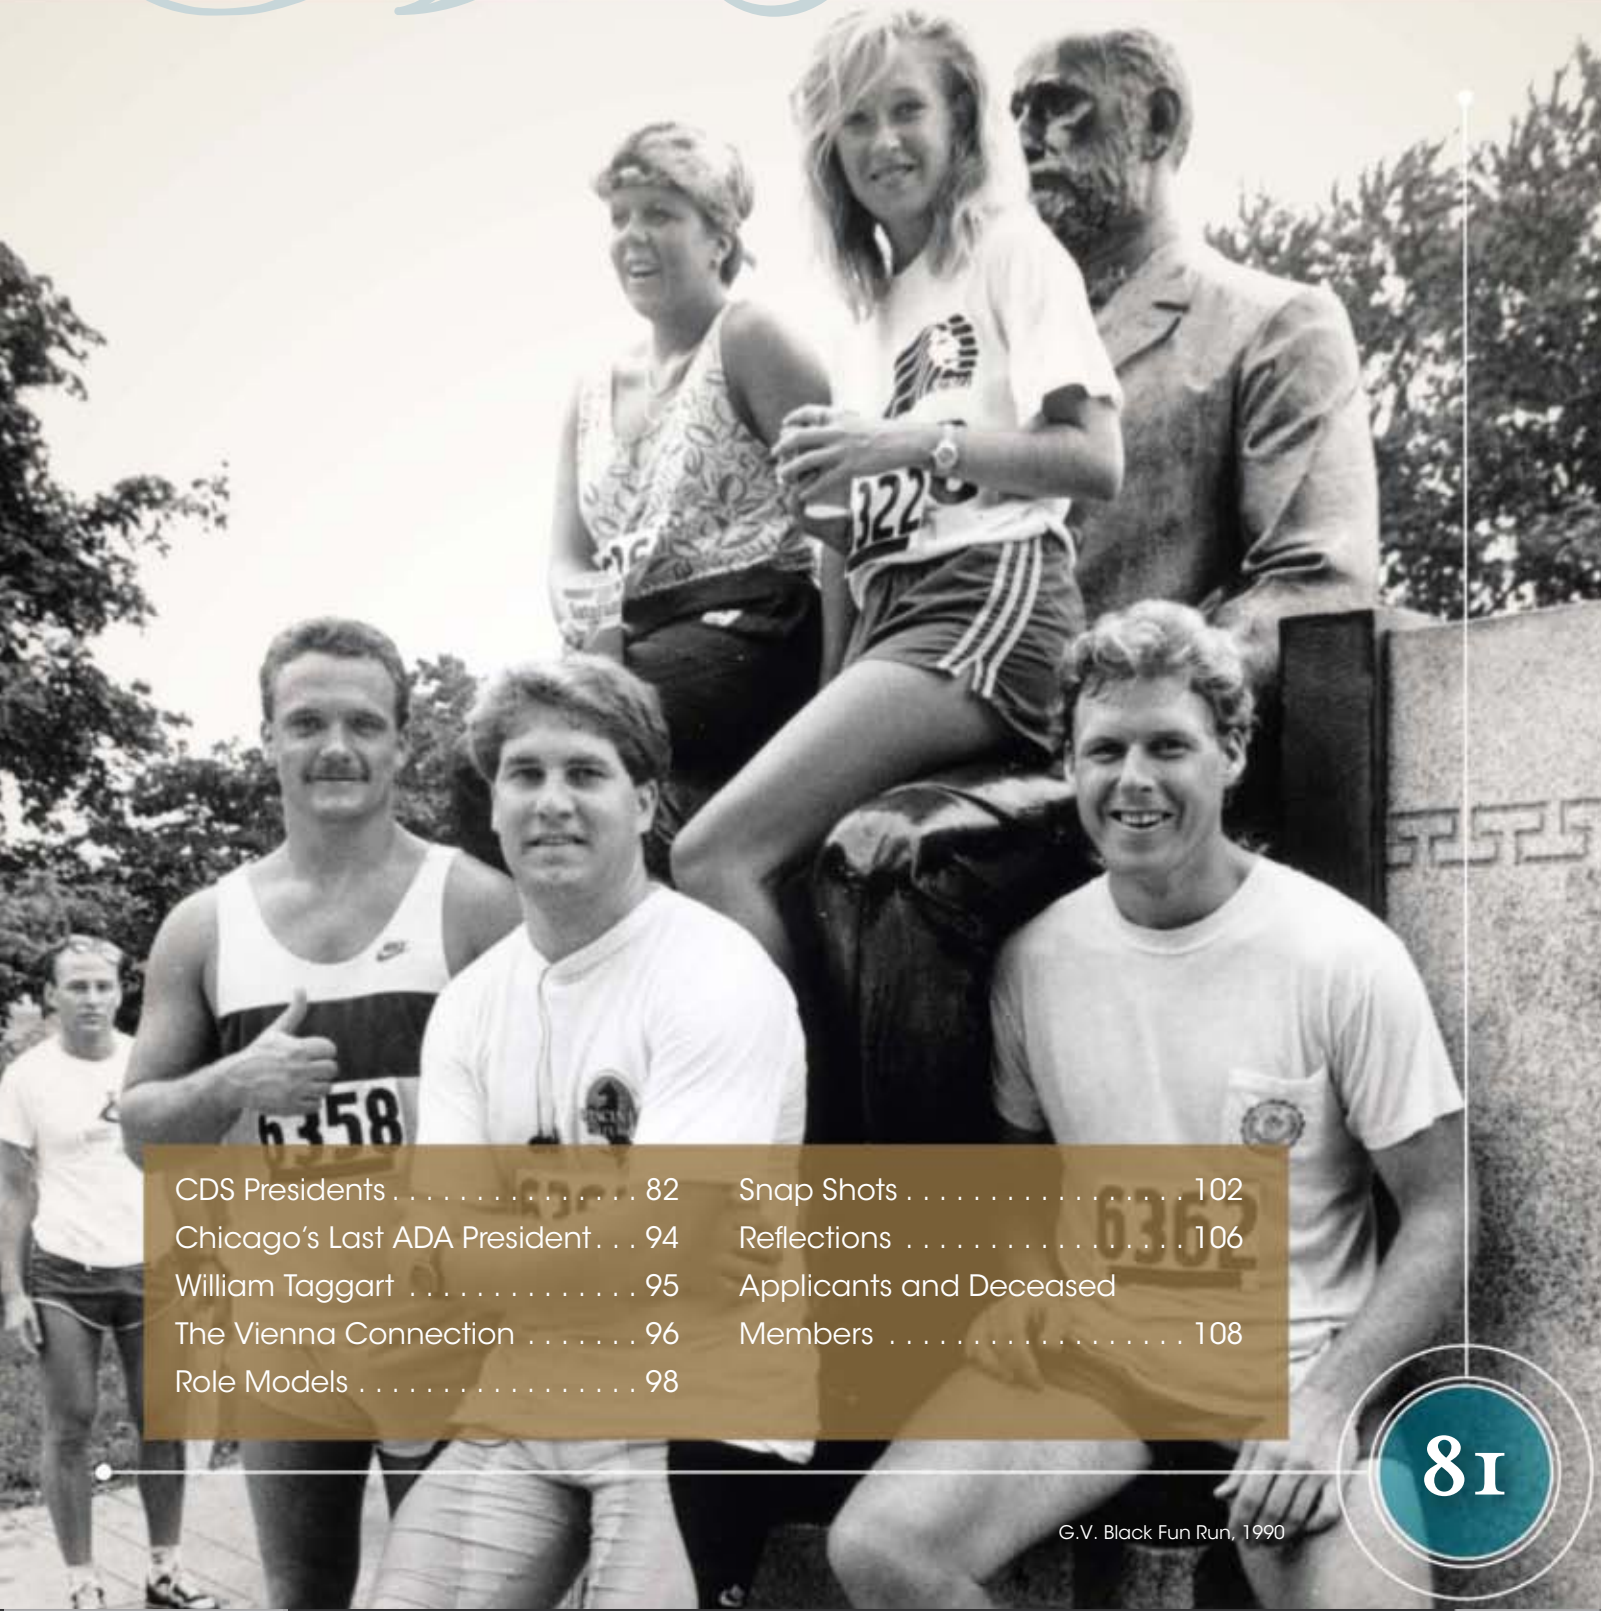 322
6358
CDS Presidents . . . . . . . . . . . . . . . 82
Chicago’s Last ADA President . . . 94
William Taggart . . . . . . . . . . . . . . 95
The Vienna Connection . . . . . . . 96
Role Models . . . . . . . . . . . . . . . . . 98
Snap Shots . . . . . . . . . . . . . . . . . 102
Reflections . . . . . . . . . . . . . . . . . 106
Applicants and Deceased
Members . . . . . . . . . . . . . . . . . . 108
6362
81
G.V. Black Fun Run, 1990